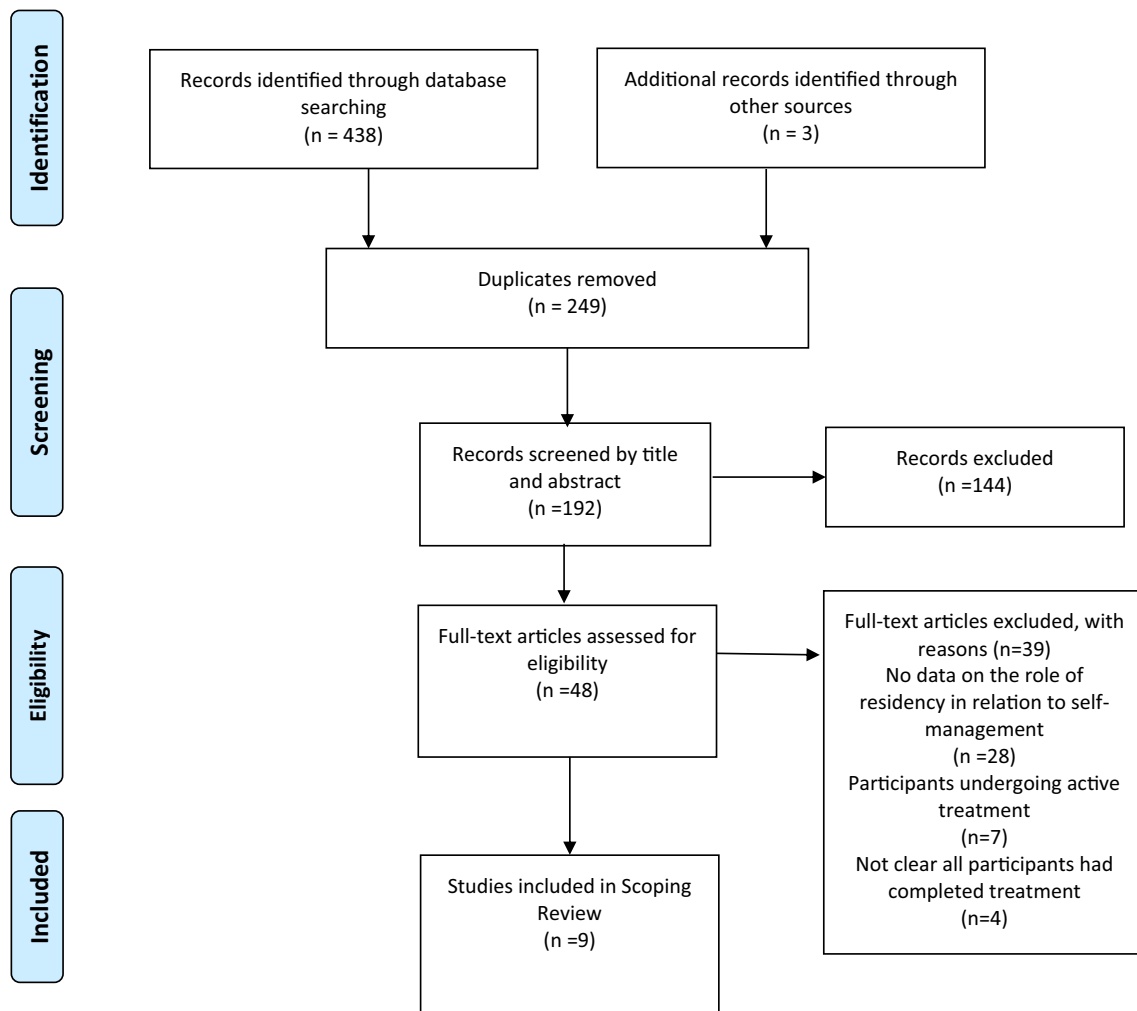 Identification
Records identified through database
searching
(n = 438)
Additional records identified through
other sources
(n = 3)
Duplicates removed
(n = 249)
Screening
Records screened by title
and abstract
(n =192)
Records excluded
(n =144)
Eligibility
Full-text articles assessed for
eligibility
(n =48)
Full-text articles excluded, with
reasons (n=39)
No data on the role of
residency in relation to self-
management
(n =28)
Participants undergoing active
treatment
(n=7)
Not clear all participants had
completed treatment
(n=4)
Included
Studies included in Scoping
Review
(n =9)